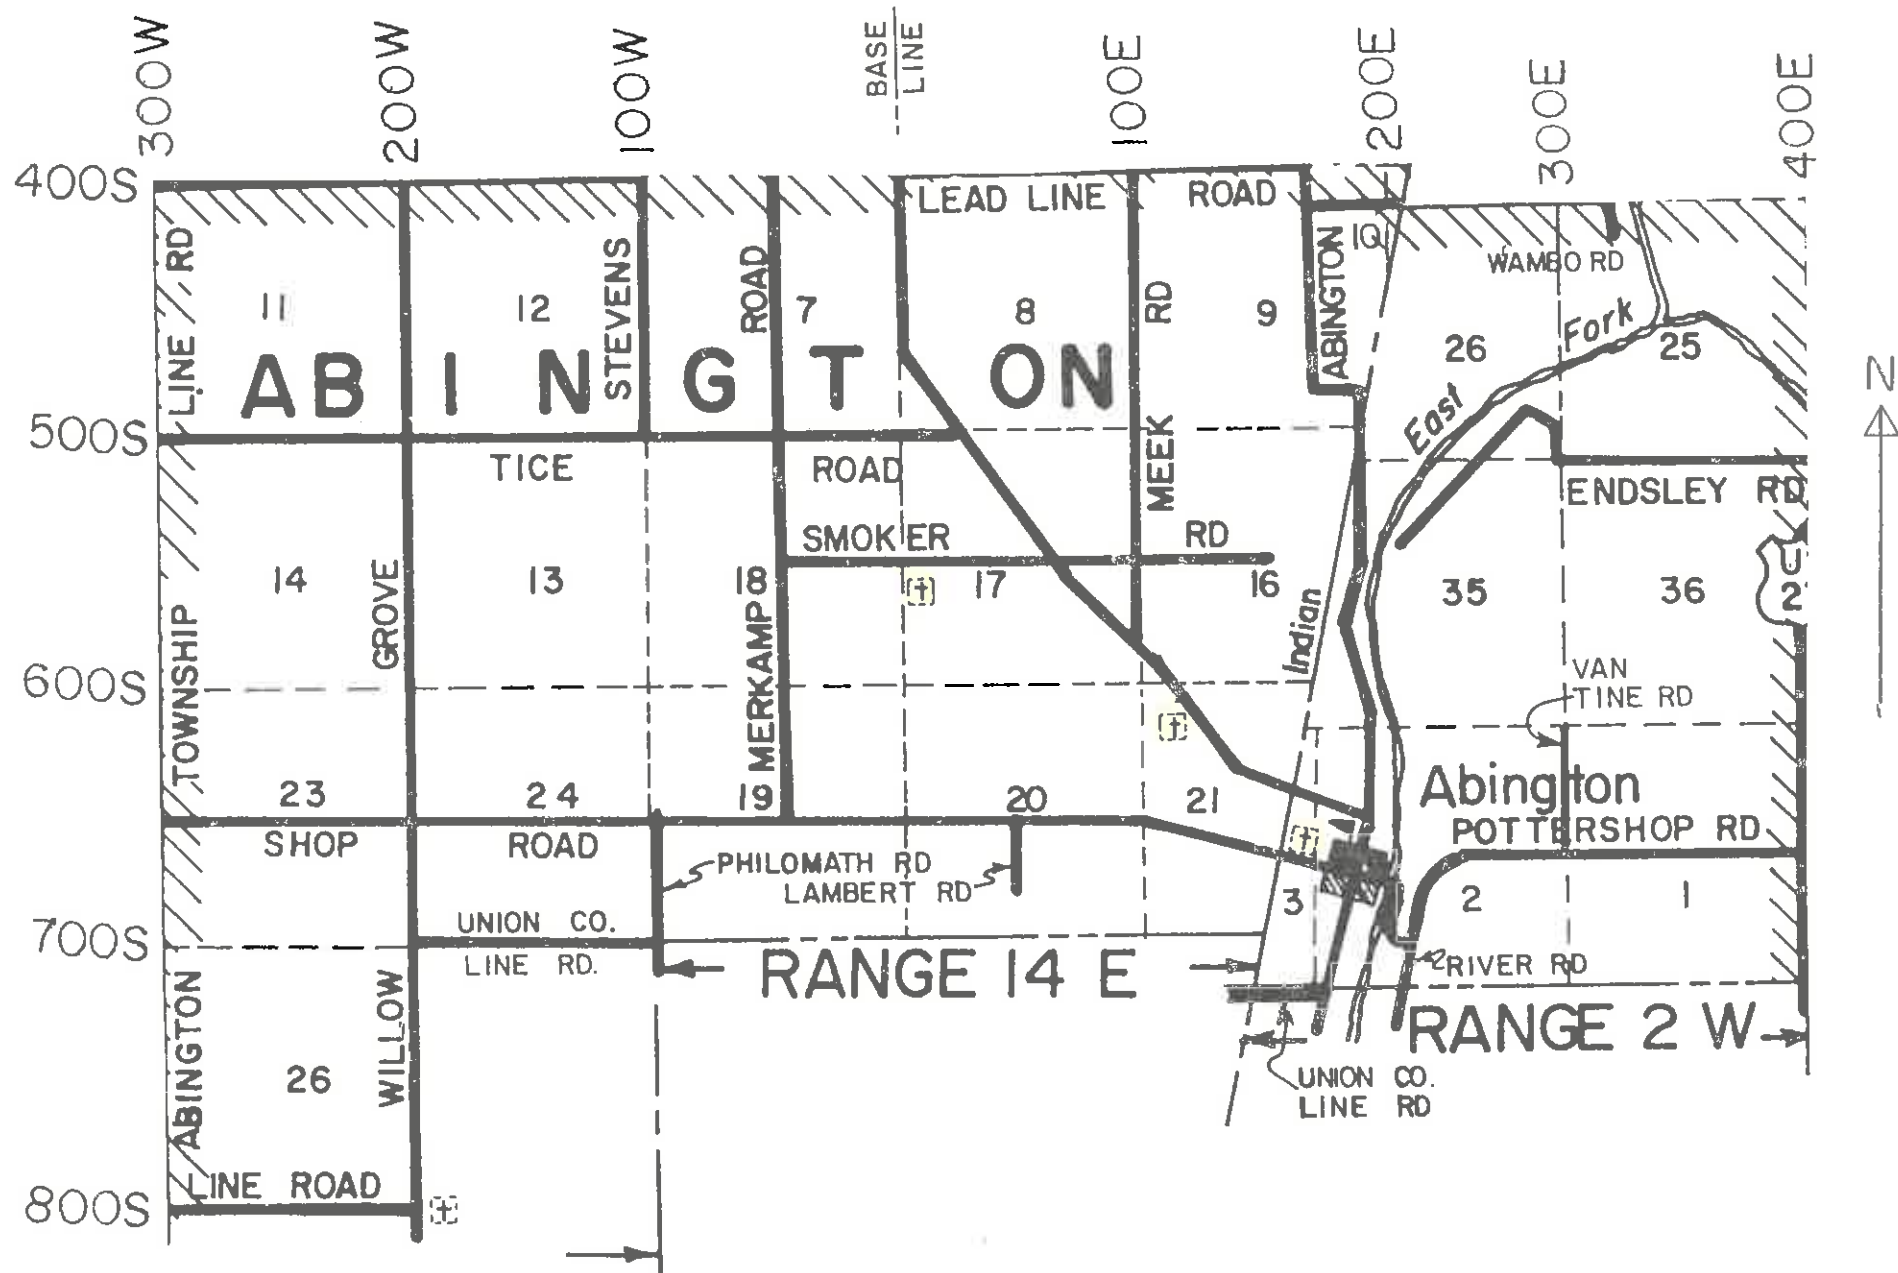 300W
200W
100W
BASE
LINE
100E
200E
300E
400E
400S
LEAD LINE ROAD
10
WAMBO RD
LINE RD
11
12
STEVENS
ROAD
7
8
RD
9
ABINGTON
26
East Fork
25
N
ABINGTON
500S
TICE ROAD
MEEK
ENDSLEY RD
SMOKER RD
14
GROVE
13
18
17
16
35
36
2
Indian
600S
TOWNSHIP
MERKAMP
VAN
TINE RD
23
24
19
20
21
Abington
POTTERSHOP RD
SHOP ROAD
PHILOMATH RD
LAMBERT RD
3
2
1
UNION CO.
LINE RD.
700S
RANGE 14 E
RIVER RD
RANGE 2 W
ABINGTON
WILLOW
26
UNION CO.
LINE RD
LINE ROAD
800S